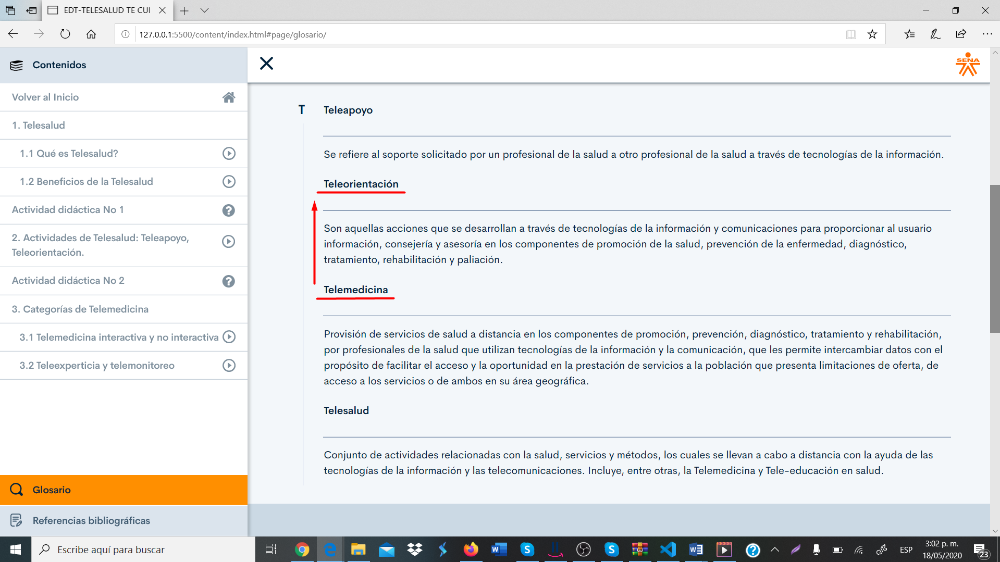 EDT-TELESALUD TE CUI
127.0.0.1:5500/content/index.html#page/glosario/
Contenidos
SENA
Volver al Inicio
1. Telesalud
1.1 Qué es Telesalud?
1.2 Beneficios de la Telesalud
Actividad didáctica No 1
2. Actividades de Telesalud: Teleapoyo,
Teleorientación.
Actividad didáctica No 2
3. Categorías de Telemedicina
3.1 Telemedicina interactiva y no interactiva
3.2 Teleexperticia y telemonitoreo
Glosario
Referencias bibliográficas
T Teleapoyo
Se refiere al soporte solicitado por un profesional de la salud a otro profesional de la salud a través de tecnologías de la información.
Teleorientación
Son aquellas acciones que se desarrollan a través de tecnologías de la información y comunicaciones para proporcionar al usuario
información, consejería y asesoría en los componentes de promoción de la salud, prevención de la enfermedad, diagnóstico,
tratamiento, rehabilitación y paliación.
Telemedicina
Provisión de servicios de salud a distancia en los componentes de promoción, prevención, diagnóstico, tratamiento y rehabilitación,
por profesionales de la salud que utilizan tecnologías de la información y la comunicación, que les permite intercambiar datos con el
propósito de facilitar el acceso y la oportunidad en la prestación de servicios a la población que presenta limitaciones de oferta, de
acceso a los servicios o de ambos en su área geográfica.
Telesalud
Conjunto de actividades relacionadas con la salud, servicios y métodos, los cuales se llevan a cabo a distancia con la ayuda de las
tecnologías de la información y las telecomunicaciones. Incluye, entre otras, la Telemedicina y Tele-educación en salud.
Escribe aquí para buscar
ESP
3:02 p. m.
18/05/2020
23